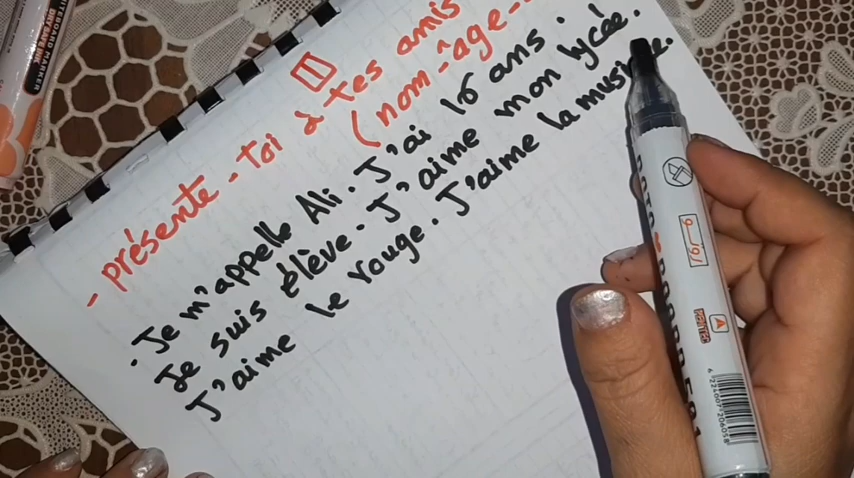 - présente-toi à tes amis
(nom-âge-
. Je m'appelle Ali. J'ai 16 ans.
Je suis élève. J'aime mon lycée.
J'aime le rouge. J'aime la musique.